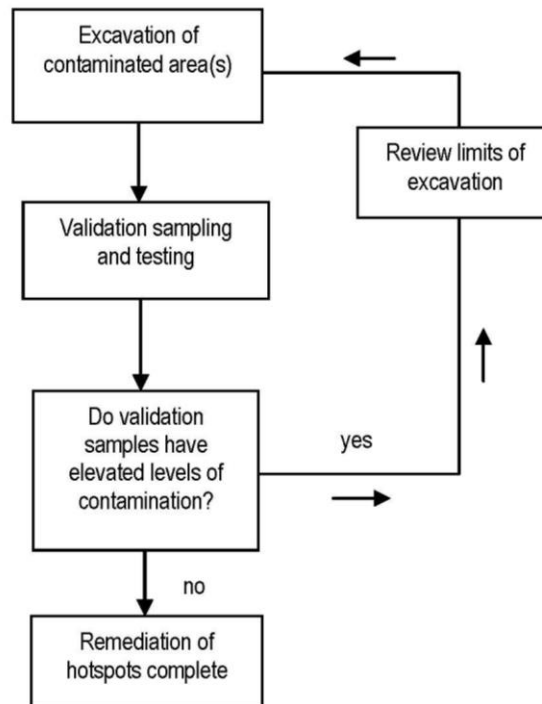 Excavation of
contaminated area(s)
Review limits of
excavation
Validation sampling
and testing
Do validation
samples have
elevated levels of
contamination?
yes
no
Remediation of
hotspots complete